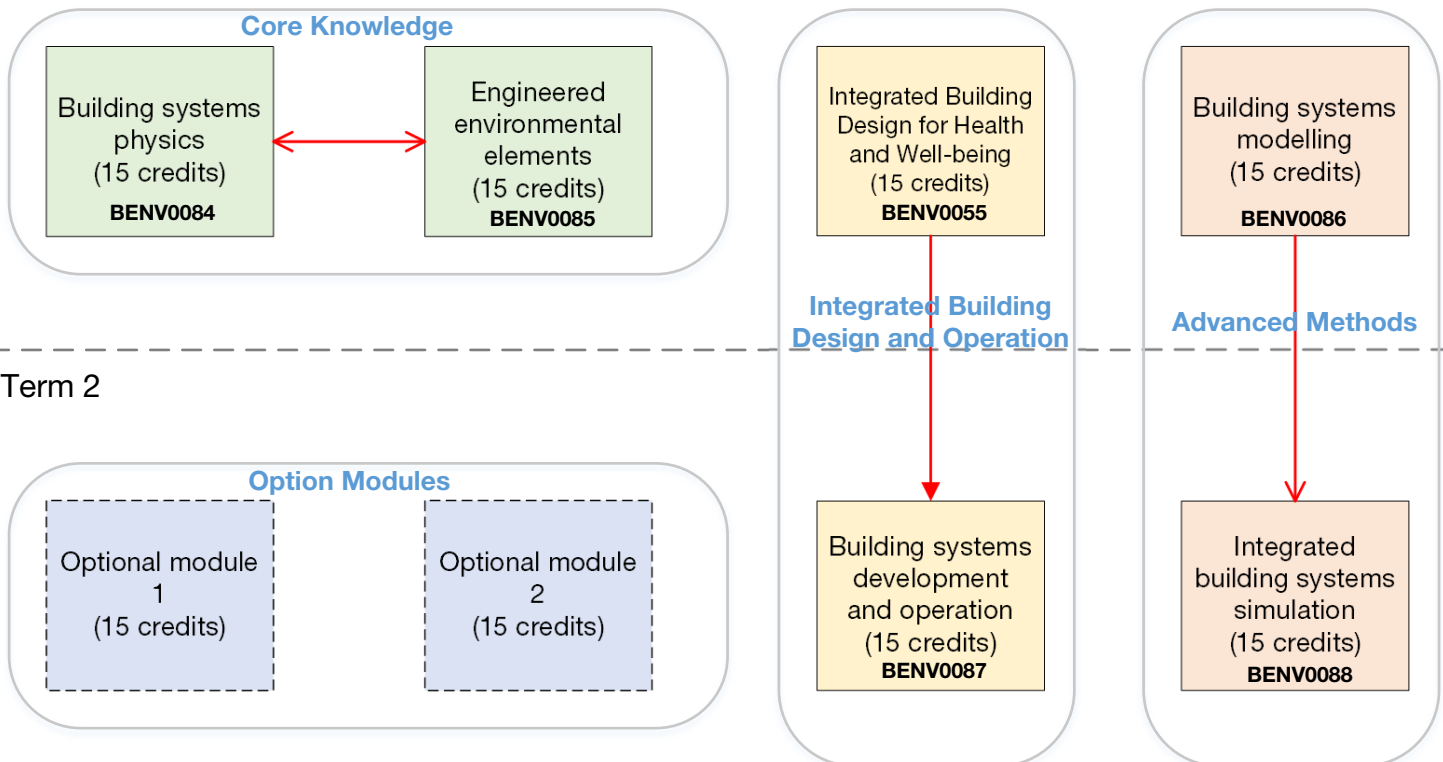 Core Knowledge
Building systems
physics
(15 credits)
BENV0084
Engineered
environmental
elements
(15 credits)
BENV0085
Integrated Building
Design for Health
and Well-being
(15 credits)
BENV0055
Building systems
modelling
(15 credits)
BENV0086
Integrated Building
Design and Operation
Advanced Methods
Term 2
Option Modules
Optional module
1
(15 credits)
Optional module
2
(15 credits)
Building systems
development
and operation
(15 credits)
BENV0087
Integrated
building systems
simulation
(15 credits)
BENV0088